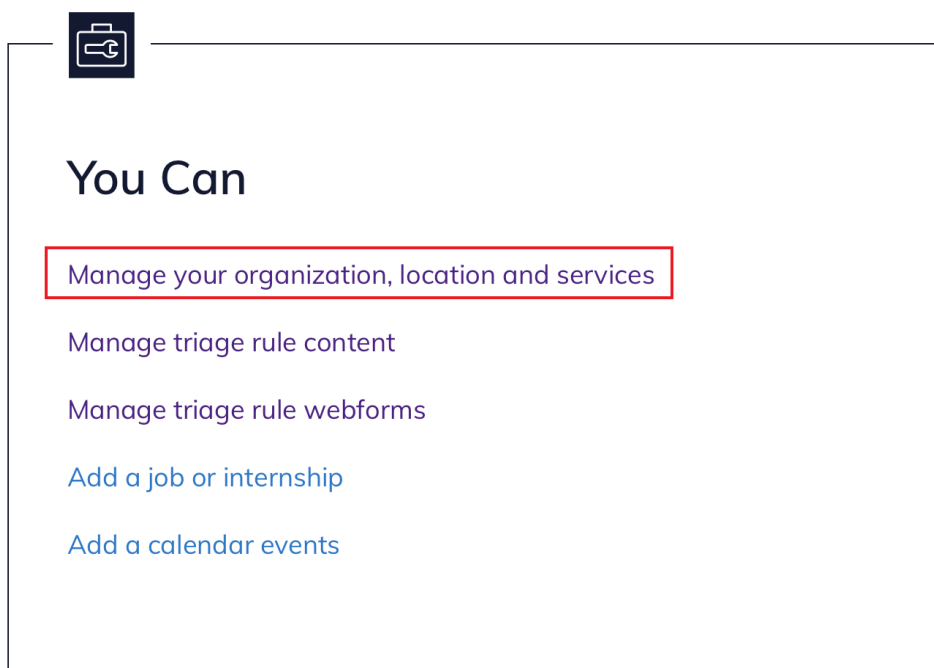 You Can
Manage your organization, location and services
Manage triage rule content
Manage triage rule webforms
Add a job or internship
Add a calendar events